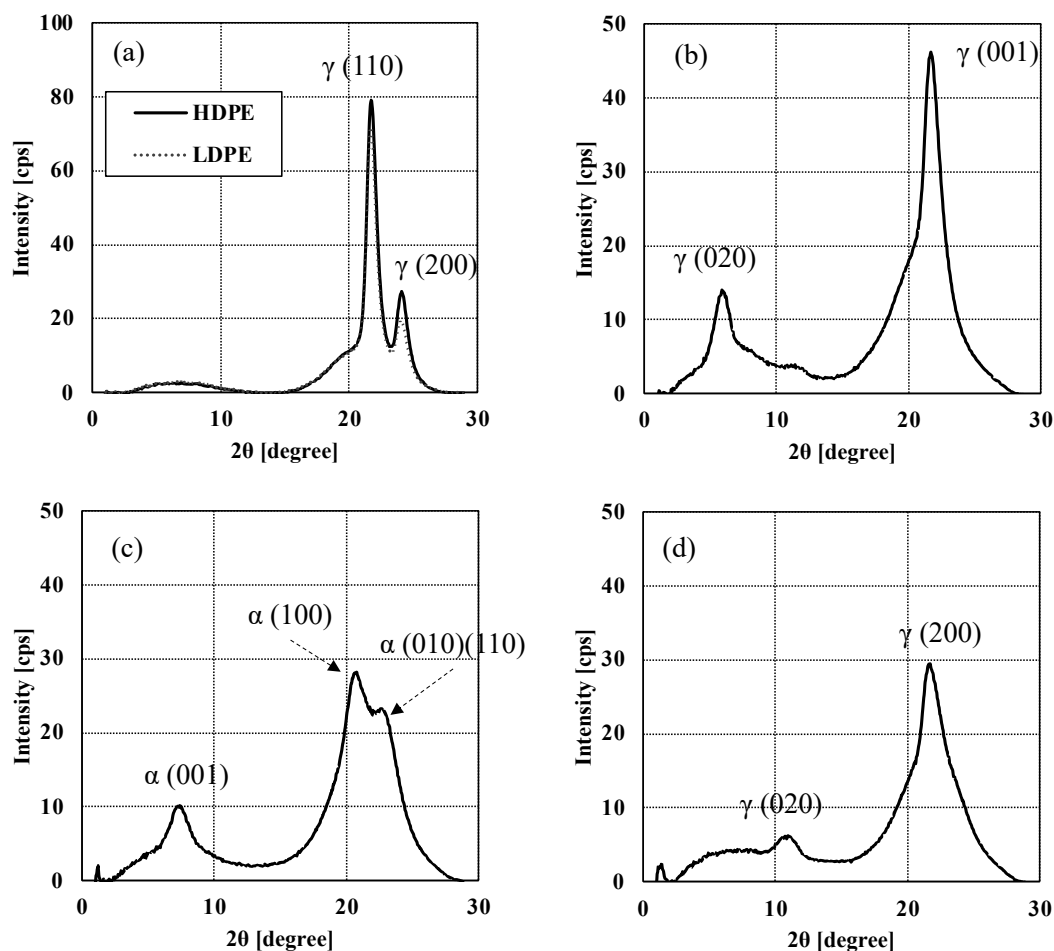 100
80
60
40
20
0
Intensity [cps]
(a)
γ (110)
HDPE
LDPE
γ (200)
0
10
20
30
2θ [degree]
50
40
30
20
10
0
Intensity [cps]
(b)
γ (001)
γ (020)
0
10
20
30
2θ [degree]
50
40
30
20
10
0
Intensity [cps]
(c)
α (100)
α (010)(110)
α (001)
0
10
20
30
2θ [degree]
50
40
30
20
10
0
Intensity [cps]
(d)
γ (200)
γ (020)
0
10
20
30
2θ [degree]